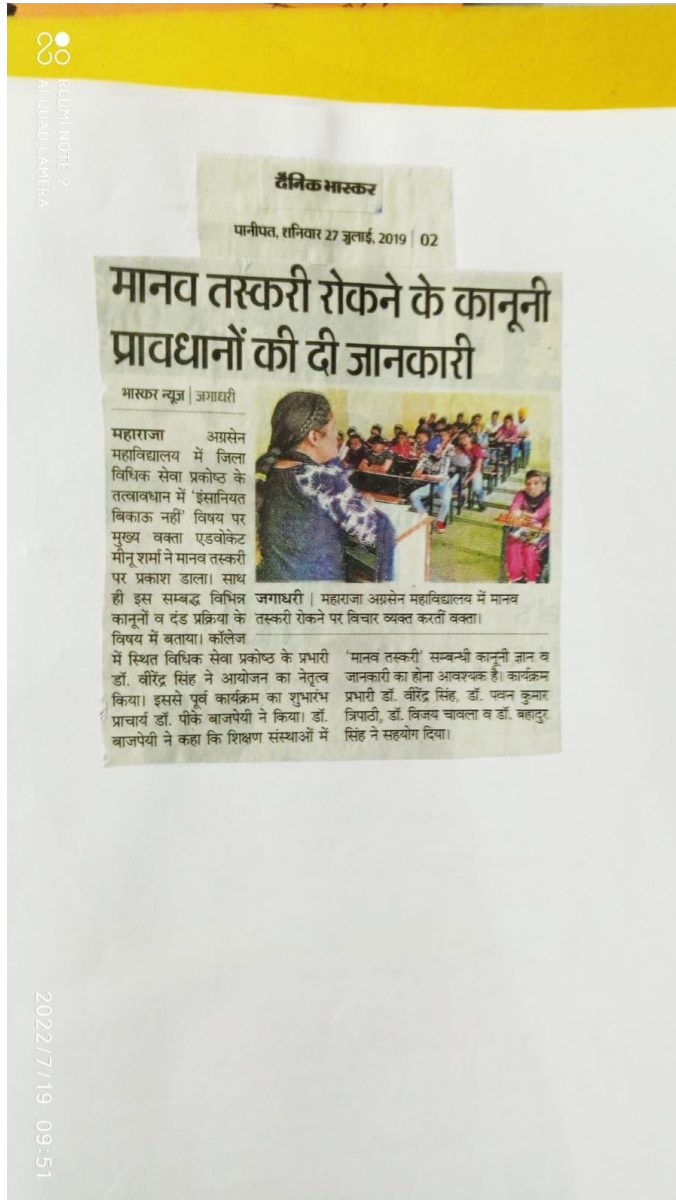 दैनिक भास्कर
पानीपत, शनिवार 27 जुलाई, 2019 | 02
मानव तस्करी रोकने के कानूनी
प्रावधानों की दी जानकारी
भास्कर न्यूज | जगाधरी
महाराजा अग्रसेन
महाविद्यालय में जिला
विधिक सेवा प्रकोष्ठ के
तत्वावधान में 'इंसानियत
बिकाऊ नहीं' विषय पर
मुख्य वक्ता एडवोकेट
मीनू शर्मा ने मानव तस्करी
पर प्रकाश डाला। साथ
ही इस सम्बद्ध विभिन्न
कानूनों व दंड प्रक्रिया के
विषय में बताया। कॉलेज
में स्थित विधिक सेवा प्रकोष्ठ के प्रभारी
डॉ. वीरेंद्र सिंह ने आयोजन का नेतृत्व
किया। इससे पूर्व कार्यक्रम का शुभारंभ
प्राचार्य डॉ. पीके बाजपेयी ने किया। डॉ.
बाजपेयी ने कहा कि शिक्षण संस्थाओं में
जगाधरी | महाराजा अग्रसेन महाविद्यालय में मानव
तस्करी रोकने पर विचार व्यक्त करतीं वक्ता।
'मानव तस्करी' सम्बन्धी कानूनी ज्ञान व
जानकारी का होना आवश्यक है। कार्यक्रम
प्रभारी डॉ. वीरेंद्र सिंह, डॉ. पवन कुमार
त्रिपाठी, डॉ. विजय चावला व डॉ. बहादुर
सिंह ने सहयोग दिया।
REDMI NOTE 9
AI QUAD CAMERA
2022/7/19 09:51